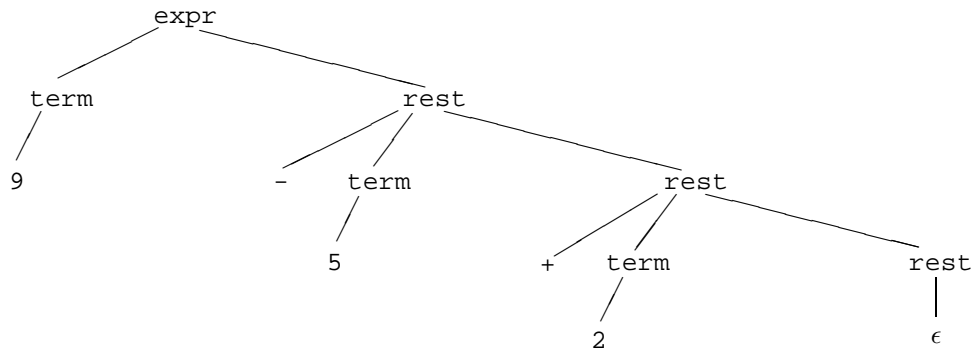 expr
term rest
9 - term rest
5 + term rest
2 ϵ